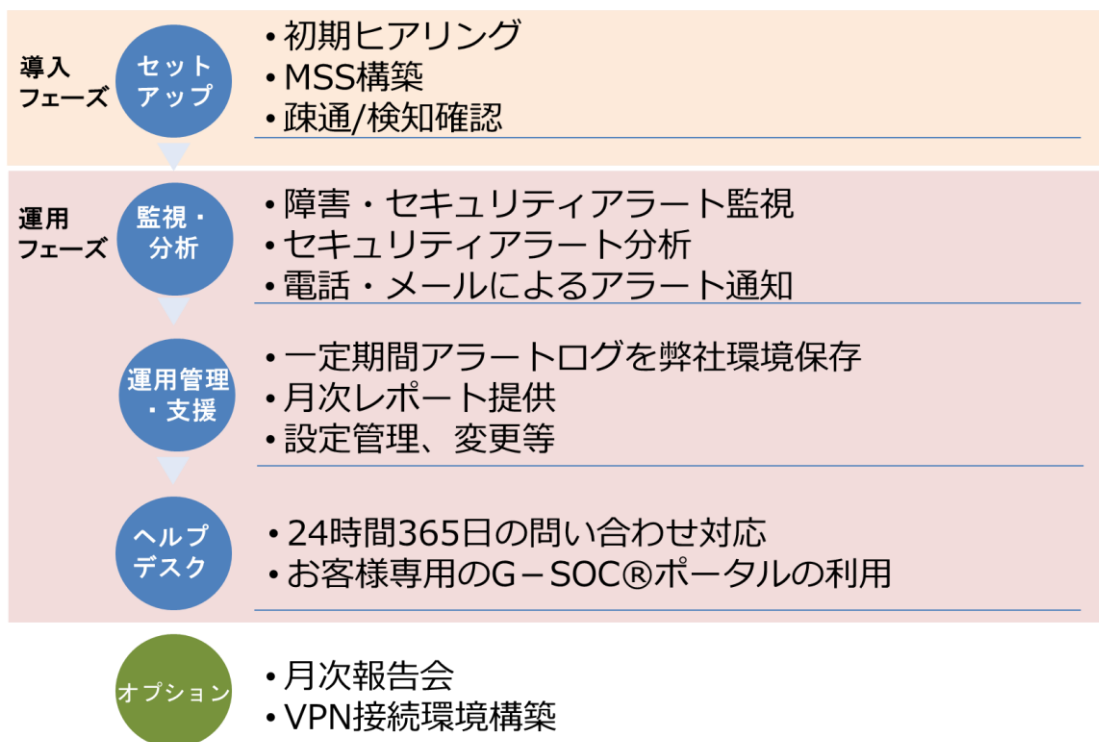 導入
フェーズ
セット
アップ
• 初期ヒアリング
• MSS構築
• 疎通/検知確認
運用
フェーズ
監視・
分析
• 障害・セキュリティアラート監視
• セキュリティアラート分析
• 電話・メールによるアラート通知
運用管理
・支援
• 一定期間アラートログを弊社環境保存
• 月次レポート提供
• 設定管理、変更等
ヘルプ
デスク
• 24時間365日の問い合わせ対応
• お客様専用のG－SOC®ポータルの利用
オプション
• 月次報告会
• VPN接続環境構築